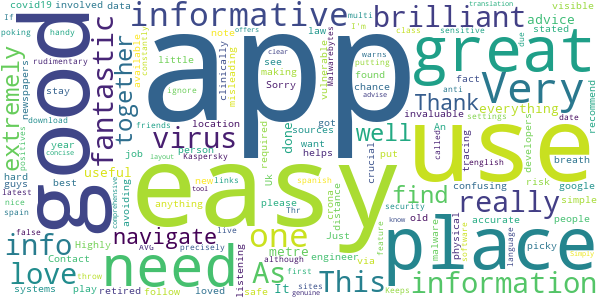 covid19 involved data
If
poking
handy
rudimentary
newspapers
stay
download
positives
year
concise
hard
guys
latest
nice
spain
false
systems
play
job
Contact
Highly
useful
best
friends
layout
tool
new
links
AVG
precisely
live
please
It
sites
genuine
app
easy
good
great
use
place
need
Very
informative
brilliant
fantastic
extremely
together
virus
info
love
navigate
one
As
This
information
really
find
well
Thank
done
multi
I'm
translation
offers
visible
advice
note
law
Malwarebytes
class
sensitive
due
stated
clear
warns
fact
anti
poking
ignore
advise
little
see
making
Sorry
putting
found
chance
vulnerable
constantly
available
clinically
misleading
location
got
sources
want
helps
required
Uk
person
avoiding
anything
comprehensive
Kaspersky
throw
follow
retired
loved
safe
although
first
listening
metre
engineer
via
Just
crona
distance
Thr
spanish
english
called
An
tracing
crucial
put
invaluable
everything
recommend
developers
settings
date
breath
confusing
risk
google
accurate
simple
people
picky
old
security
know
feature
malware
physical
software
language
Keeps
simply